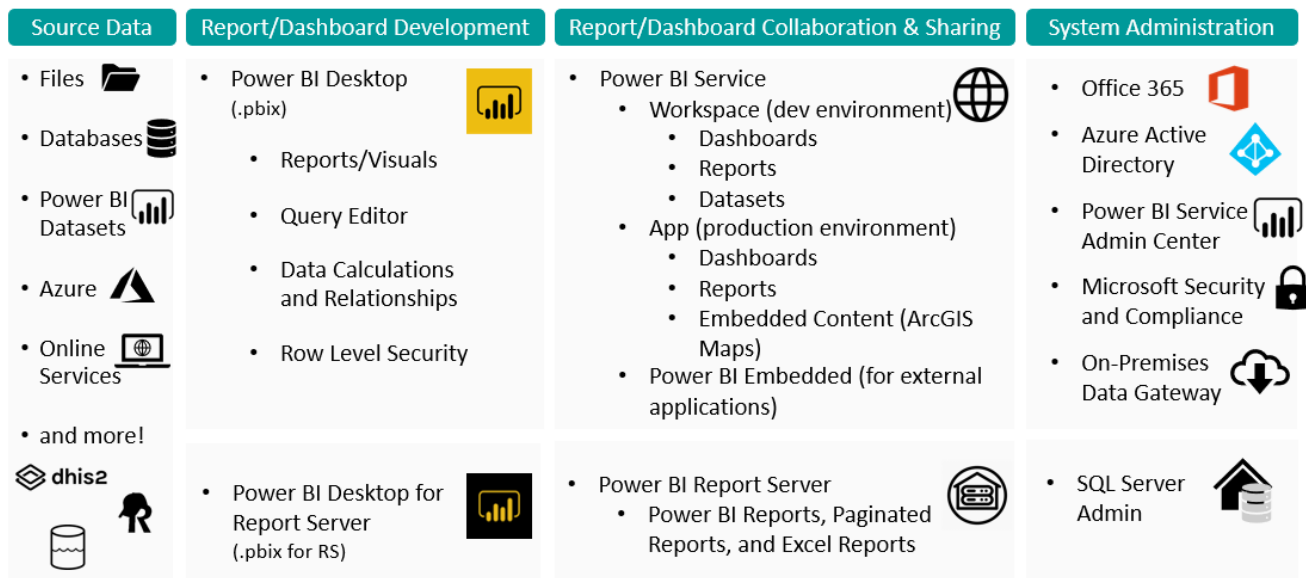 Source Data
• Files
• Databases
• Power BI
Datasets
• Azure
• Online
Services
• and more!
dhis2
Report/Dashboard Development
• Power BI Desktop
(.pbix)
• Reports/Visuals
• Query Editor
• Data Calculations
and Relationships
• Row Level Security
• Power BI Desktop for
Report Server
(.pbix for RS)
Report/Dashboard Collaboration & Sharing
• Power BI Service
• Workspace (dev environment)
• Dashboards
• Reports
• Datasets
• App (production environment)
• Dashboards
• Reports
• Embedded Content (ArcGIS
Maps)
• Power BI Embedded (for external
applications)
• Power BI Report Server
• Power BI Reports, Paginated
Reports, and Excel Reports
System Administration
• Office 365
• Azure Active
Directory
• Power BI Service
Admin Center
• Microsoft Security
and Compliance
• On-Premises
Data Gateway
• SQL Server
Admin